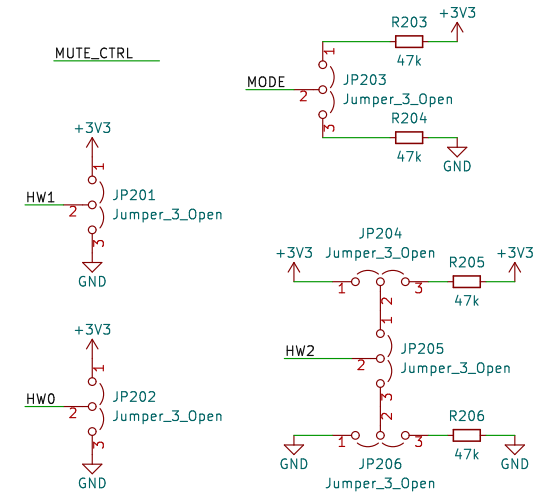 MUTE_CTRL
R203
+3V3
47k
1
MODE
2
JP203
Jumper_3_Open
3
R204
47k
GND
+3V3
1
HW1
2
JP201
Jumper_3_Open
3
GND
JP204
Jumper_3_Open
+3V3
1
2
3
R205
47k
+3V3
1
HW2
2
JP205
Jumper_3_Open
3
+3V3
1
HW0
2
JP202
Jumper_3_Open
3
GND
2
1
3
GND
JP206
Jumper_3_Open
R206
47k
GND